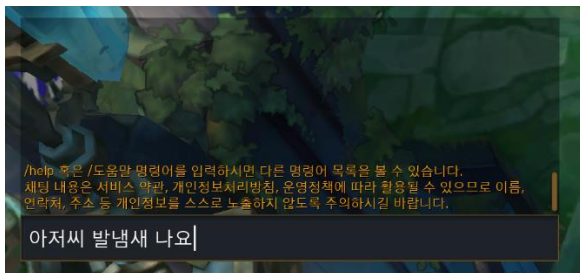 /help 혹은 /도움말 명령어를 입력하시면 다른 명령어 목록을 볼 수 있습니다.
채팅 내용은 서비스 약관, 개인정보처리방침, 운영정책에 따라 활용될 수 있으므로 이름,
연락처, 주소 등 개인정보를 스스로 노출하지 않도록 주의하시길 바랍니다.
아저씨 발냄새 나요